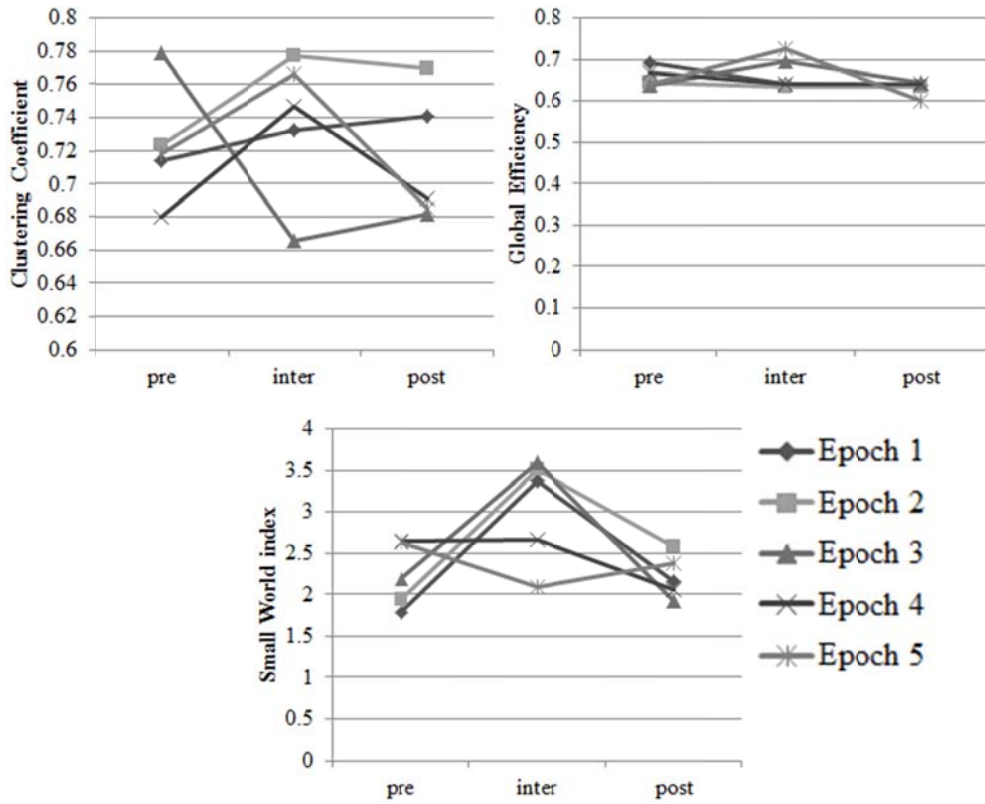 Clustering Coefficient
0.8
0.78
0.76
0.74
0.72
0.7
0.68
0.66
0.64
0.62
0.6
pre inter post
Global Efficiency
0.8
0.7
0.6
0.5
0.4
0.3
0.2
0.1
0
pre inter post
Small World index
4
3.5
3
2.5
2
1.5
1
0.5
0
pre inter post
Epoch 1
Epoch 2
Epoch 3
Epoch 4
Epoch 5